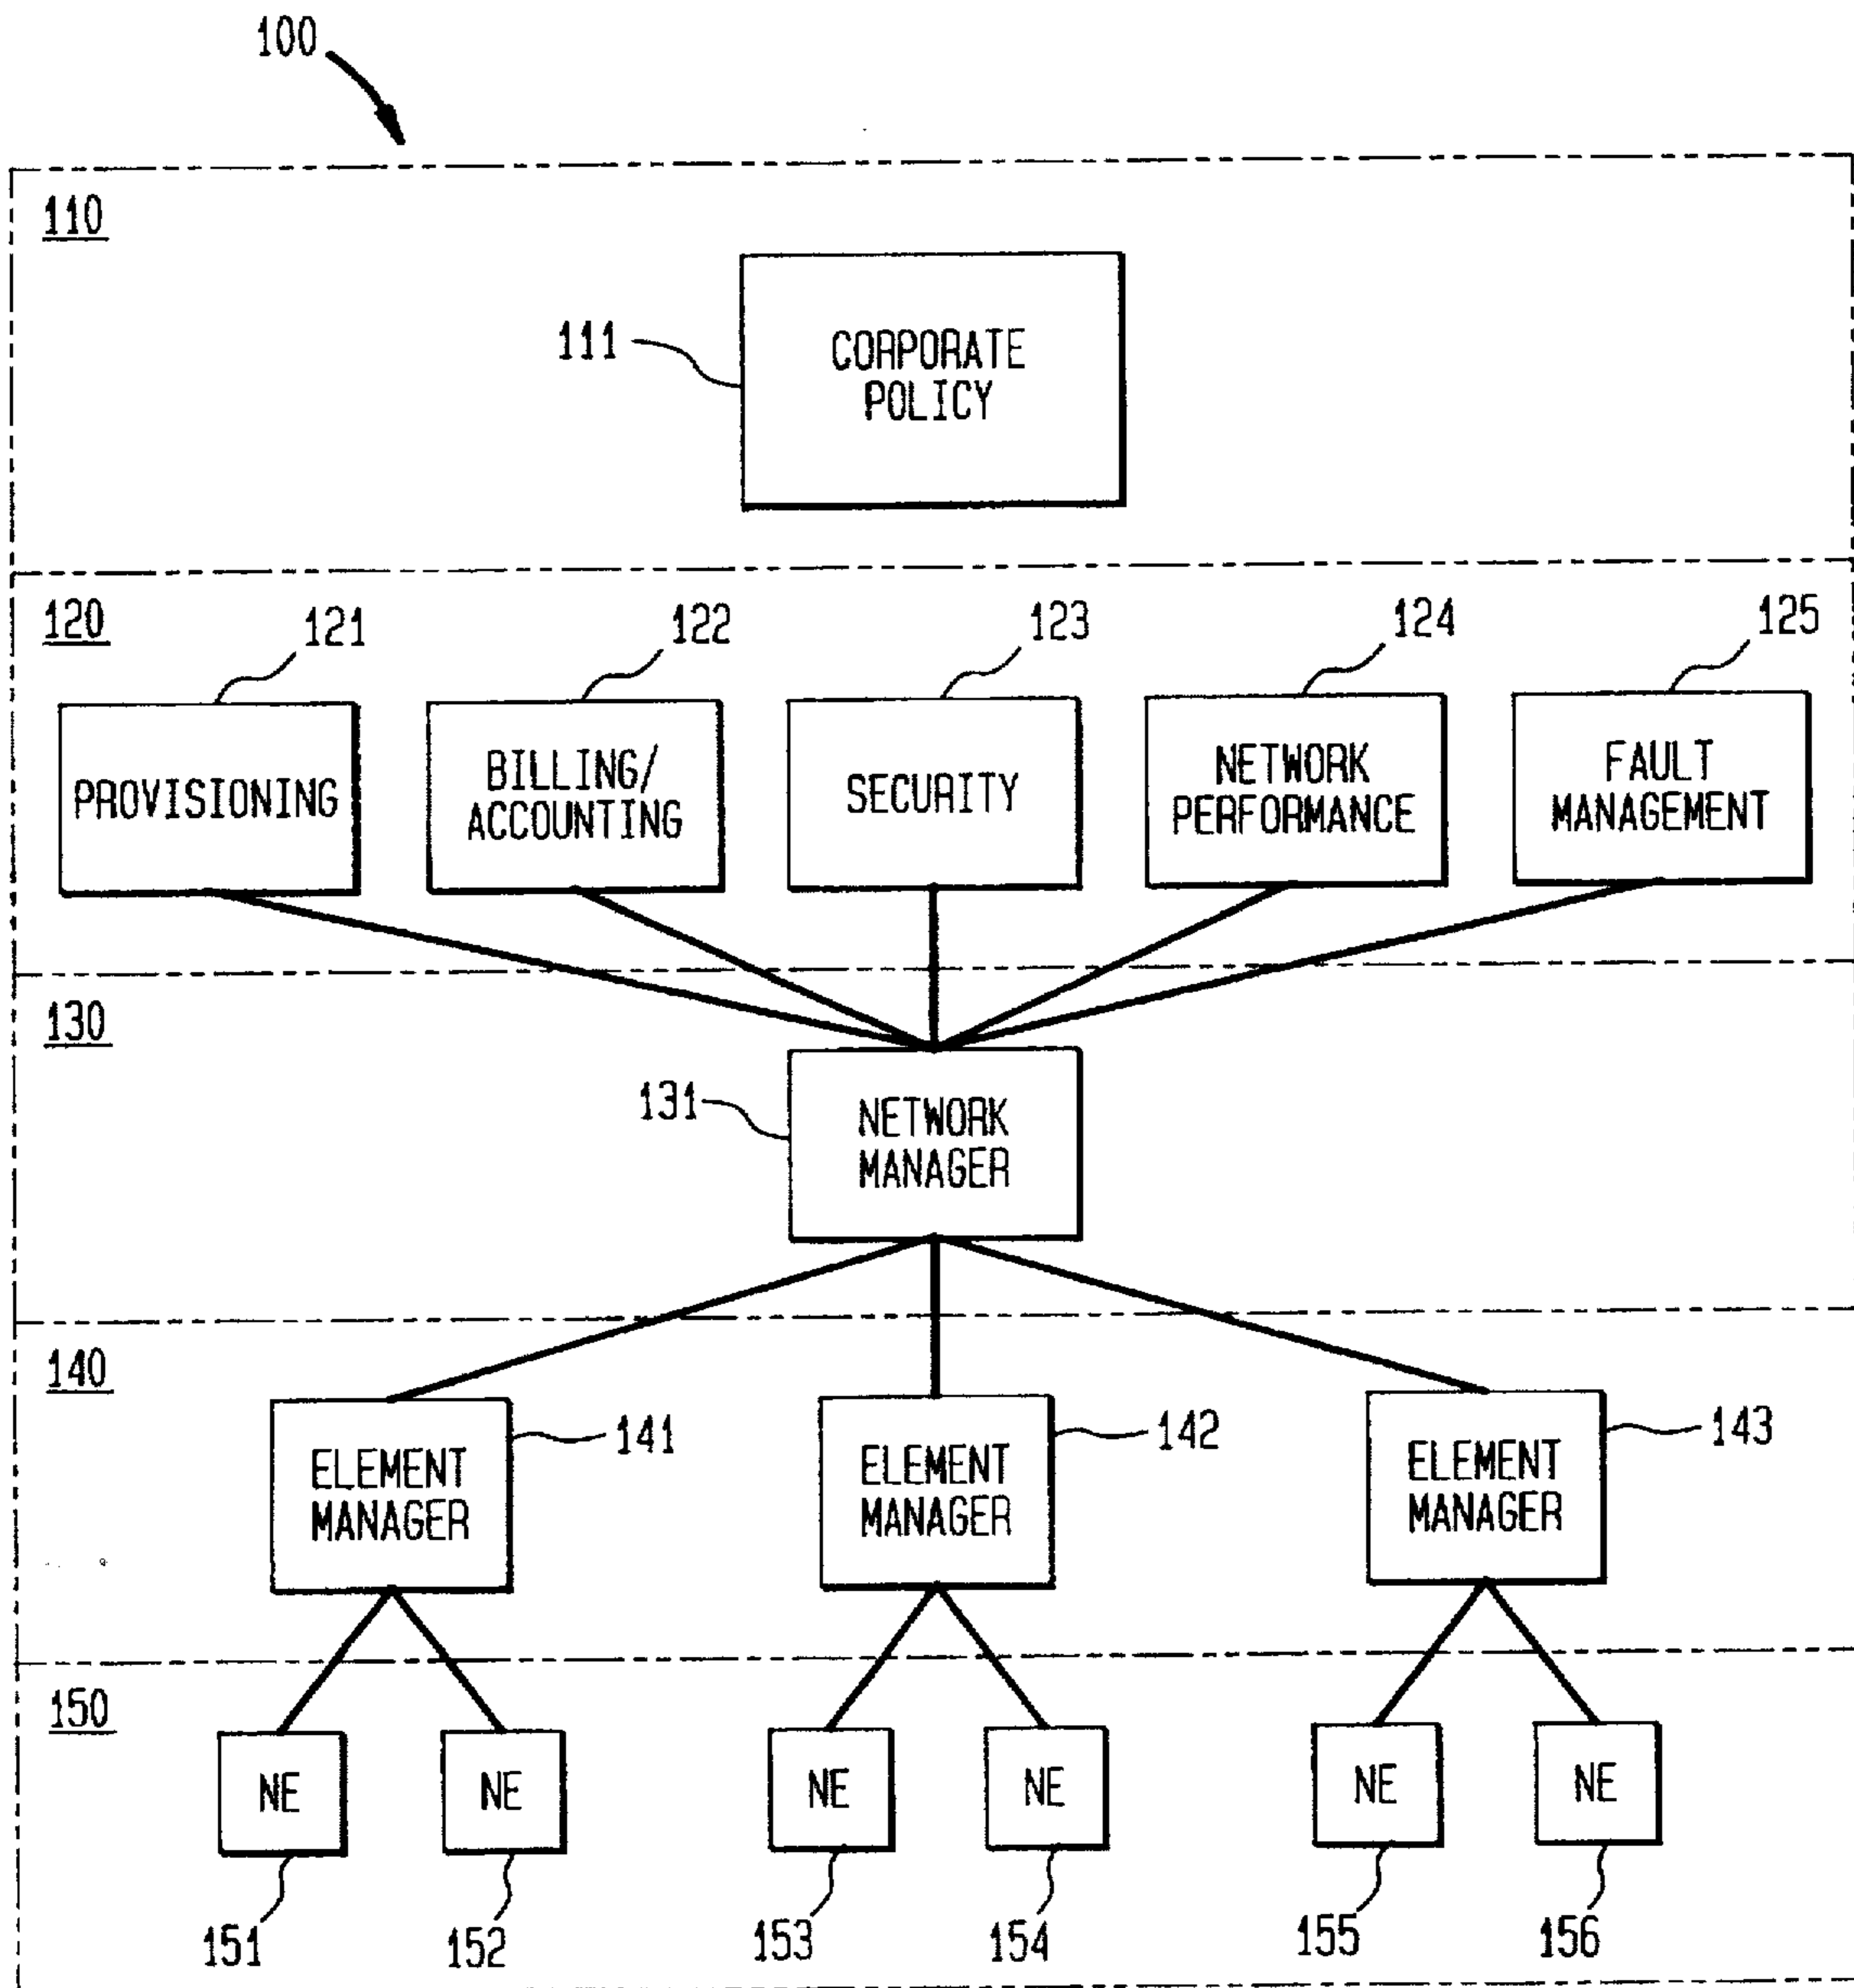 100
110
111
CORPORATE
POLICY
120
121
122
123
124
125
PROVISIONING
BILLING/
ACCOUNTING
SECURITY
NETWORK
PERFORMANCE
FAULT
MANAGEMENT
130
131
NETWORK
MANAGER
140
141
142
143
ELEMENT
MANAGER
ELEMENT
MANAGER
ELEMENT
MANAGER
150
NE
NE
NE
NE
NE
NE
151
152
153
154
155
156